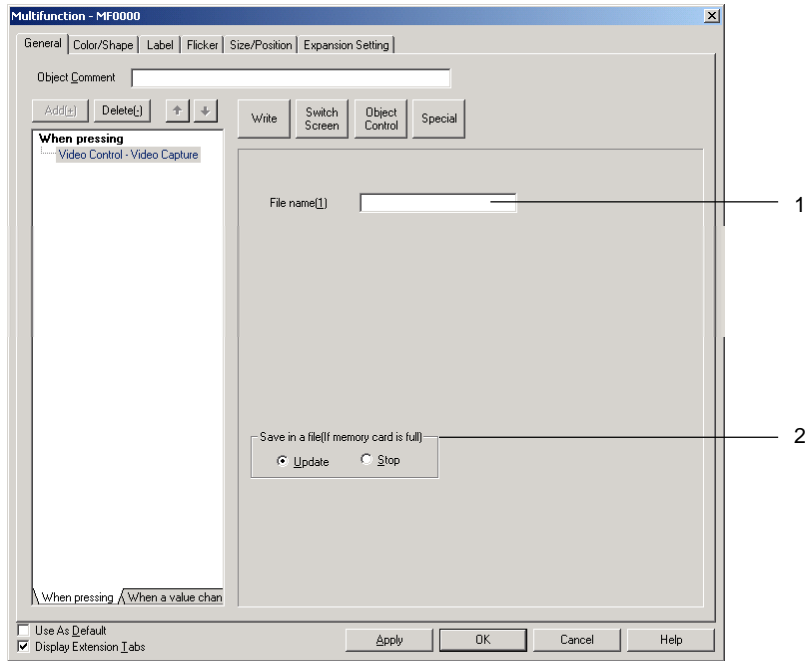 Multifunction - MF0000
General Color/Shape Label Flicker Size/Position Expansion Setting
Object Comment
Add(+) Delete(-)
Write Switch Screen Object Control Special
When pressing
Video Control - Video Capture
File name(1)
1
Save in a file(If memory card is full)
2
Update Stop
When pressing When a value chan
Use As Default
Display Extension Tabs
Apply OK Cancel Help